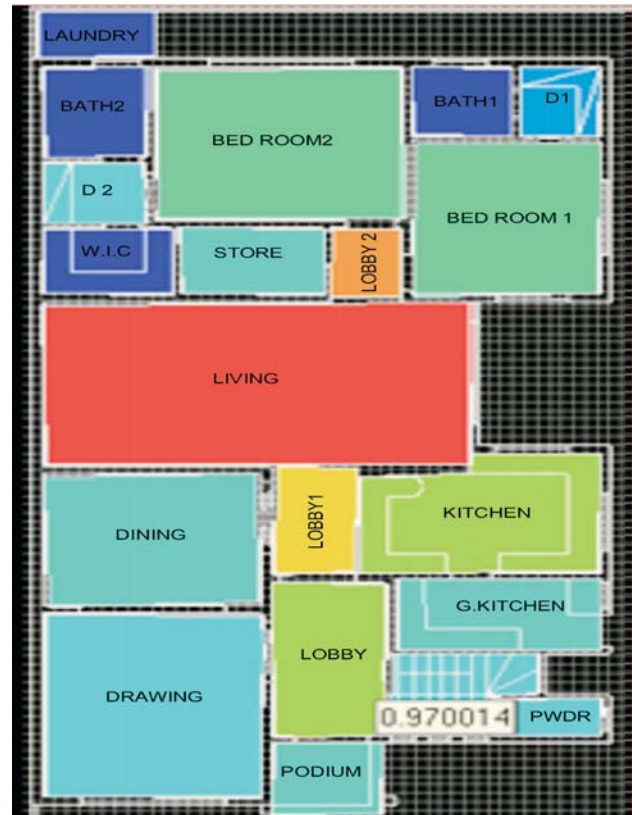 LAUNDRY
BATH2
BED ROOM2
BATH1
D1
D 2
BED ROOM 1
W.I.C
STORE
LOBBY 2
LIVING
DINING
LOBBY1
KITCHEN
G.KITCHEN
LOBBY
DRAWING
0.970014
PWDR
PODIUM